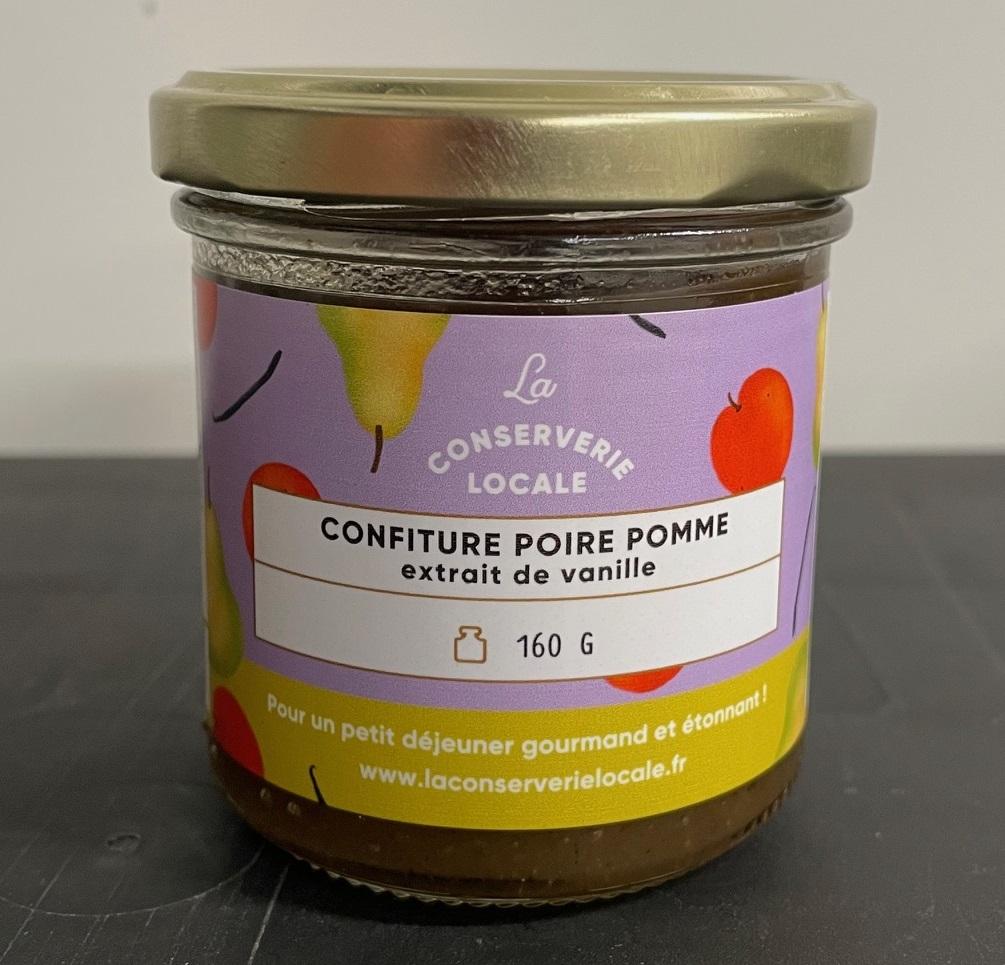 La
CONSERVERIE
LOCALE
CONFITURE POIRE POMME
extrait de vanille
160 G
Pour un petit déjeuner gourmand et étonnant !
www.laconserverielocale.fr